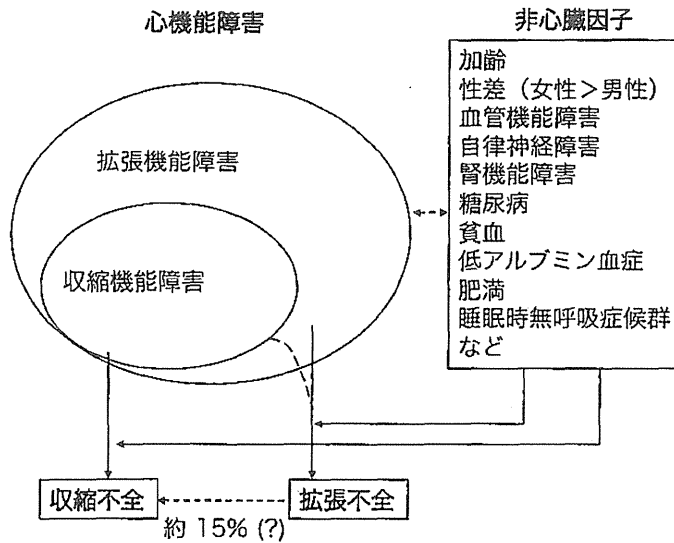 心機能障害
非心臓因子
拡張機能障害
収縮機能障害
加齢
性差（女性＞男性）
血管機能障害
自律神経障害
腎機能障害
糖尿病
貧血
低アルブミン血症
肥満
睡眠時無呼吸症候群
など
収縮不全
拡張不全
約 15% (?)